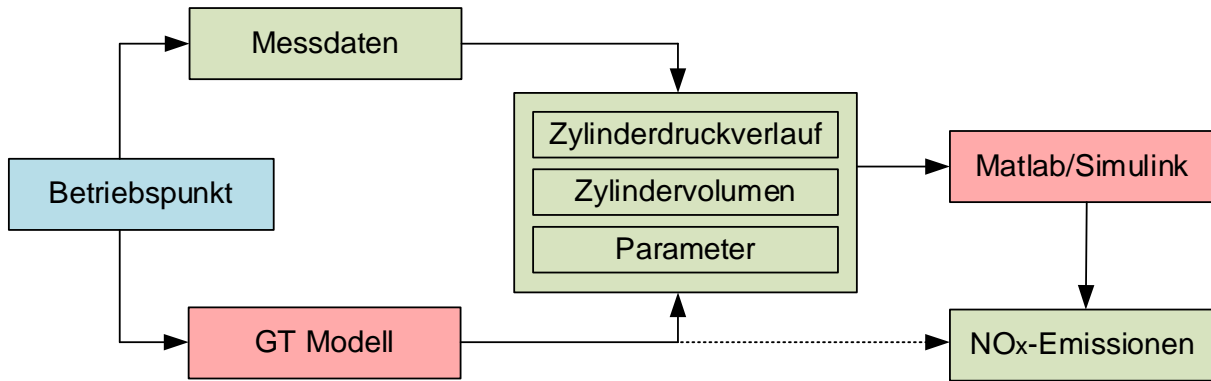 Messdaten
Betriebspunkt
GT Modell
Zylinderdruckverlauf
Zylindervolumen
Parameter
Matlab/Simulink
NOx-Emissionen